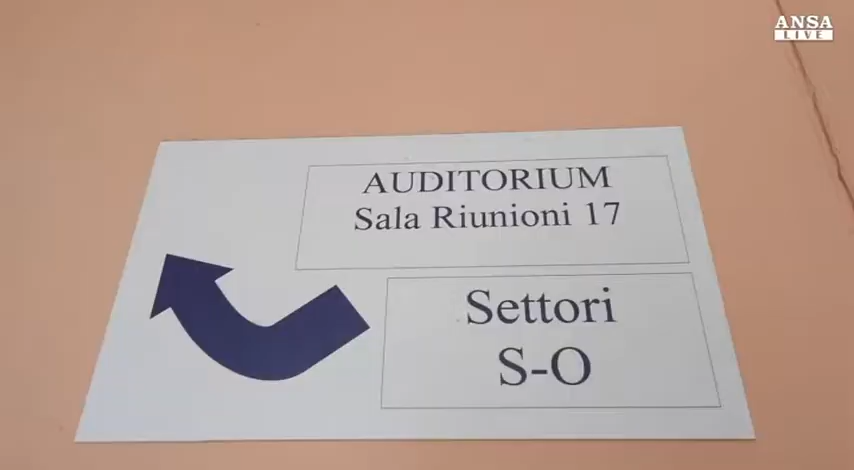 ANSA
LIVE
AUDITORIUM
Sala Riunioni 17
Settori
S-O